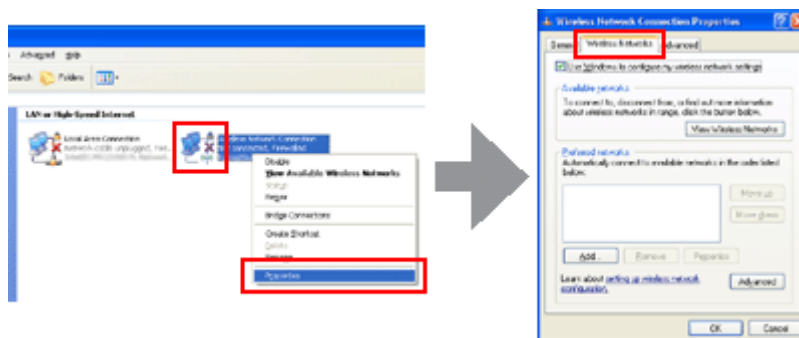 Advanced Help
Search Folders
LAN or High-Speed Internet
Local Area Connection
Network cable unplugged, Fire...
Wireless Network Connection
Not connected, Firewalled
Disable
View Available Wireless Networks
Status
Repair
Bridge Connections
Create Shortcut
Delete
Rename
Properties
Wireless Network Connection Properties
General Wireless Networks Advanced
Use Windows to configure my wireless network settings
Available networks
To connect to, disconnect from, or find out more information
about wireless networks in range, click the button below.
View Wireless Networks
Preferred networks
Automatically connect to available networks in the order listed
below:
Move up
Move down
Add... Remove Properties
Learn about setting up wireless network
configuration.
Advanced
OK Cancel